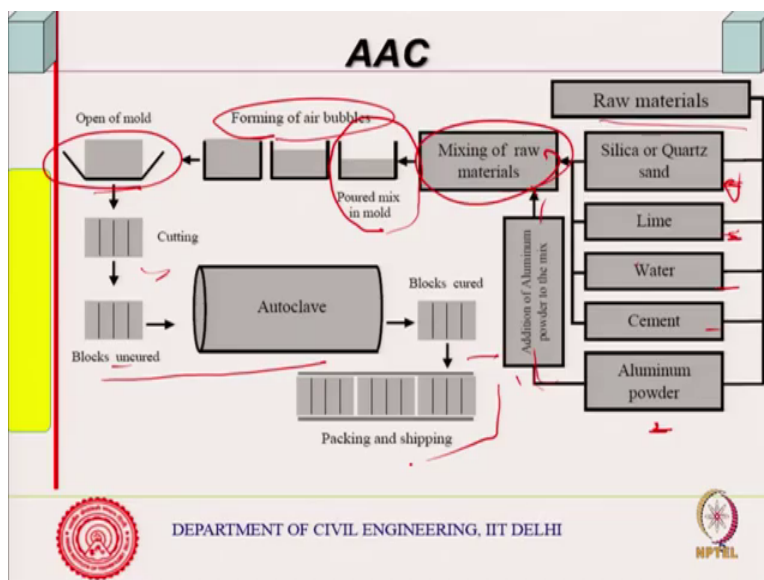 AAC
Raw materials
Silica or Quartz
sand
Lime
Water
Cement
Aluminum
powder
Addition of Aluminum
powder to the mix
Mixing of raw
materials
Poured mix
in mold
Forming of air bubbles
Open of mold
Cutting
Blocks uncured
Autoclave
Blocks cured
Packing and shipping
DEPARTMENT OF CIVIL ENGINEERING, IIT DELHI
NPTEL